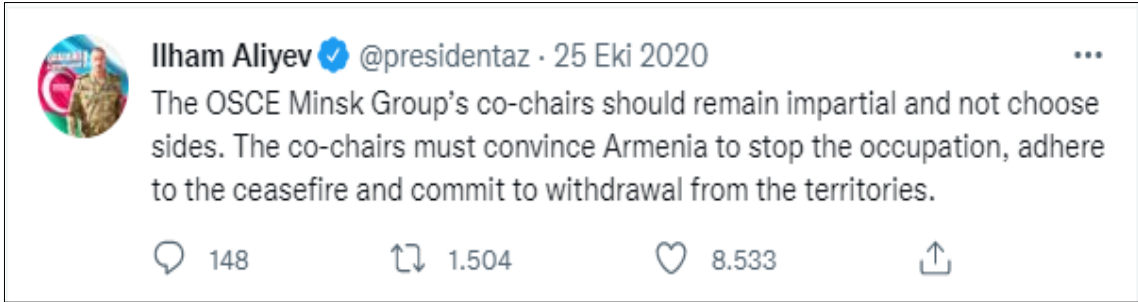 Ilham Aliyev @presidentaz · 25 Eki 2020
The OSCE Minsk Group's co-chairs should remain impartial and not choose
sides. The co-chairs must convince Armenia to stop the occupation, adhere
to the ceasefire and commit to withdrawal from the territories.
148 1.504 8.533